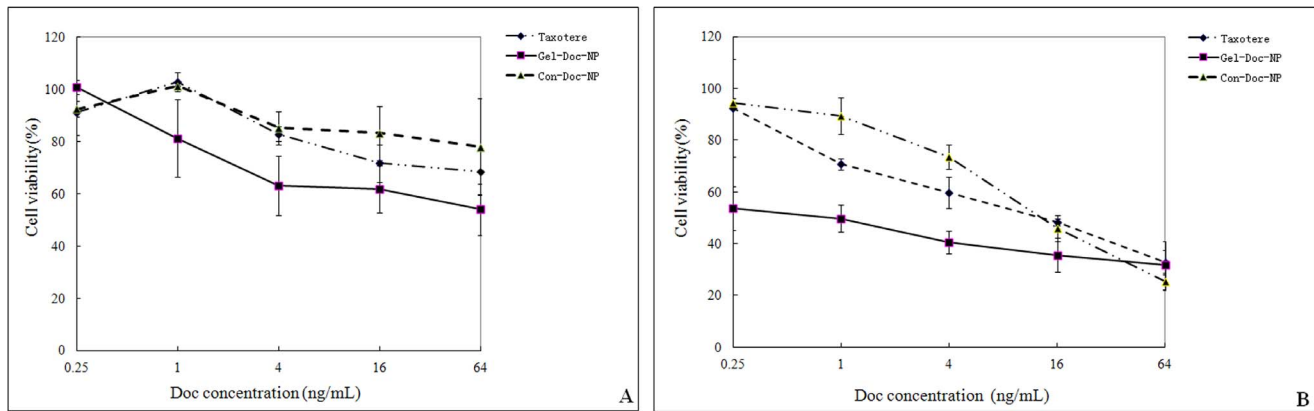 Cell viability(%)
120
100
80
60
40
20
0
0.25
1
4
16
64
Doc concentration (ng/mL)
Taxotere
Gel-Doc-NP
Con-Doc-NP
A
Cell viability(%)
120
100
80
60
40
20
0
0.25
1
4
16
64
Doc concentration (ng/mL)
Taxotere
Gel-Doc-NP
Con-Doc-NP
B